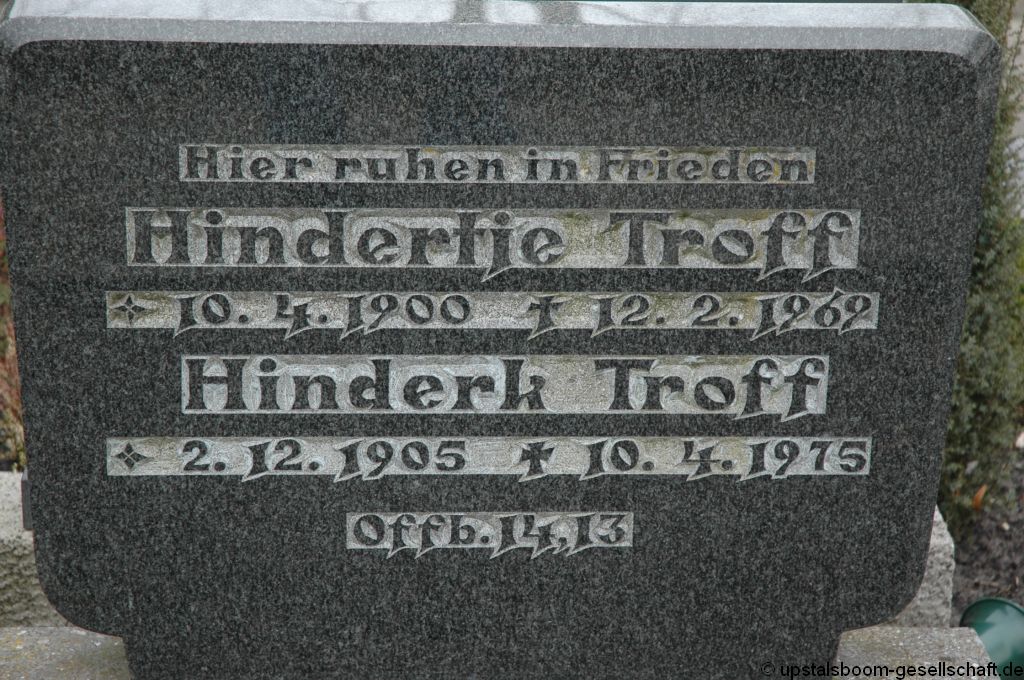 Hier ruhen in Frieden
Hindertje Troff
10. 4. 1900 † 12. 2. 1969
Hinderk Troff
2. 12. 1905 † 10. 4. 1975
Offb. 14,13
© upstalsboom-gesellschaft.de